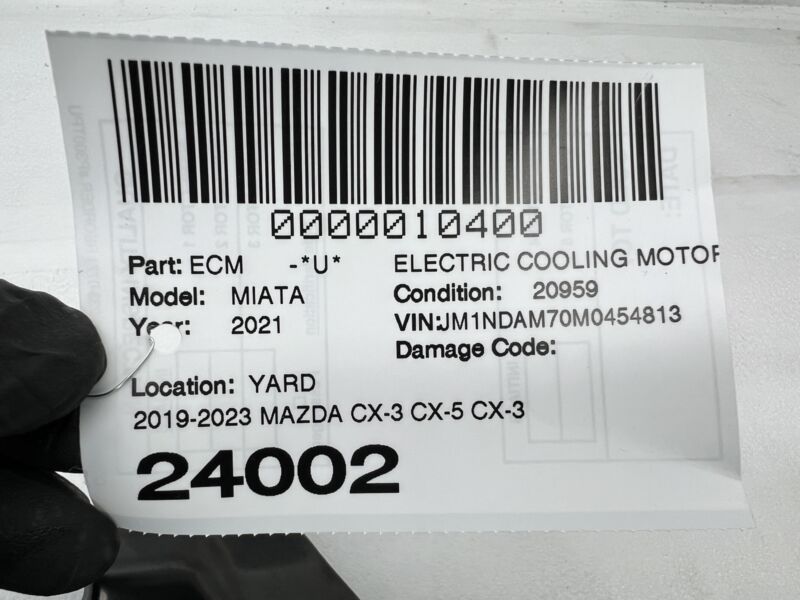 0000010400
Part: ECM -*U* ELECTRIC COOLING MOTOR
Model: MIATA Condition: 20959
Year: 2021 VIN:JM1NDAM70M0454813
Damage Code:
Location: YARD
2019-2023 MAZDA CX-3 CX-5 CX-3
24002